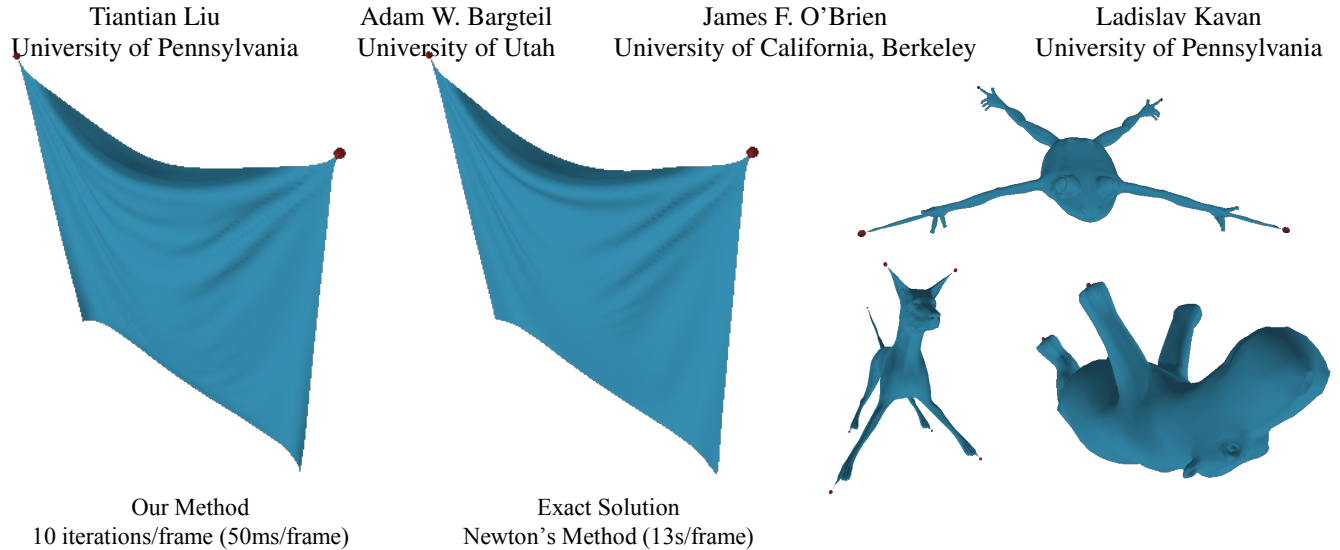 Tiantian Liu
University of Pennsylvania
Adam W. Bargteil
University of Utah
James F. O'Brien
University of California, Berkeley
Ladislav Kavan
University of Pennsylvania
Our Method
10 iterations/frame (50ms/frame)
Exact Solution
Newton's Method (13s/frame)